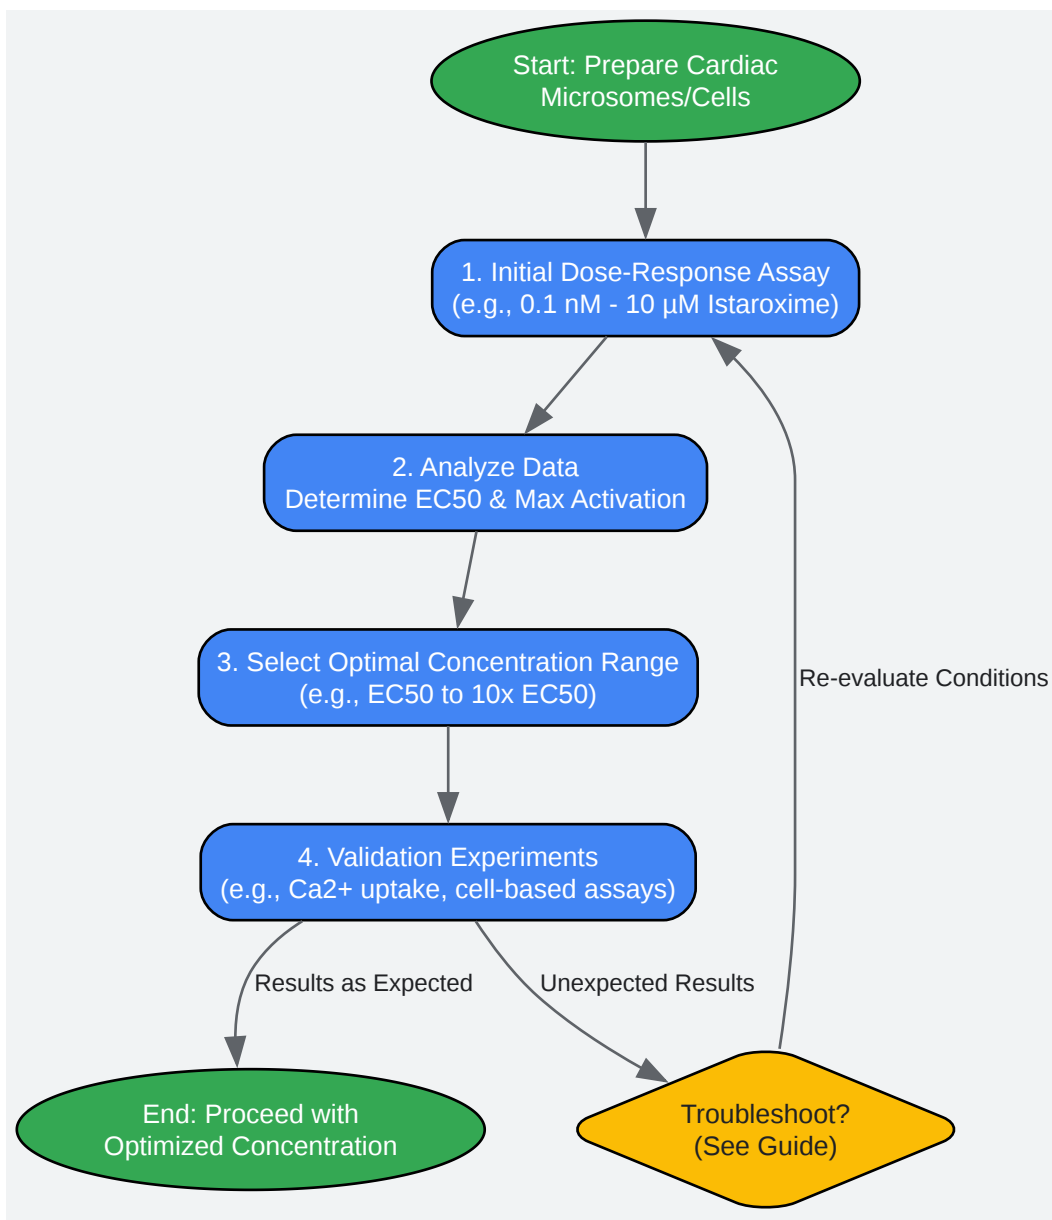 Start: Prepare Cardiac
Microsomes/Cells
1. Initial Dose-Response Assay
(e.g., 0.1 nM - 10 µM Istaroxime)
2. Analyze Data
Determine EC50 & Max Activation
3. Select Optimal Concentration Range
(e.g., EC50 to 10x EC50)
Re-evaluate Conditions
4. Validation Experiments
(e.g., Ca2+ uptake, cell-based assays)
Results as Expected
Unexpected Results
End: Proceed with
Optimized Concentration
Troubleshoot?
(See Guide)